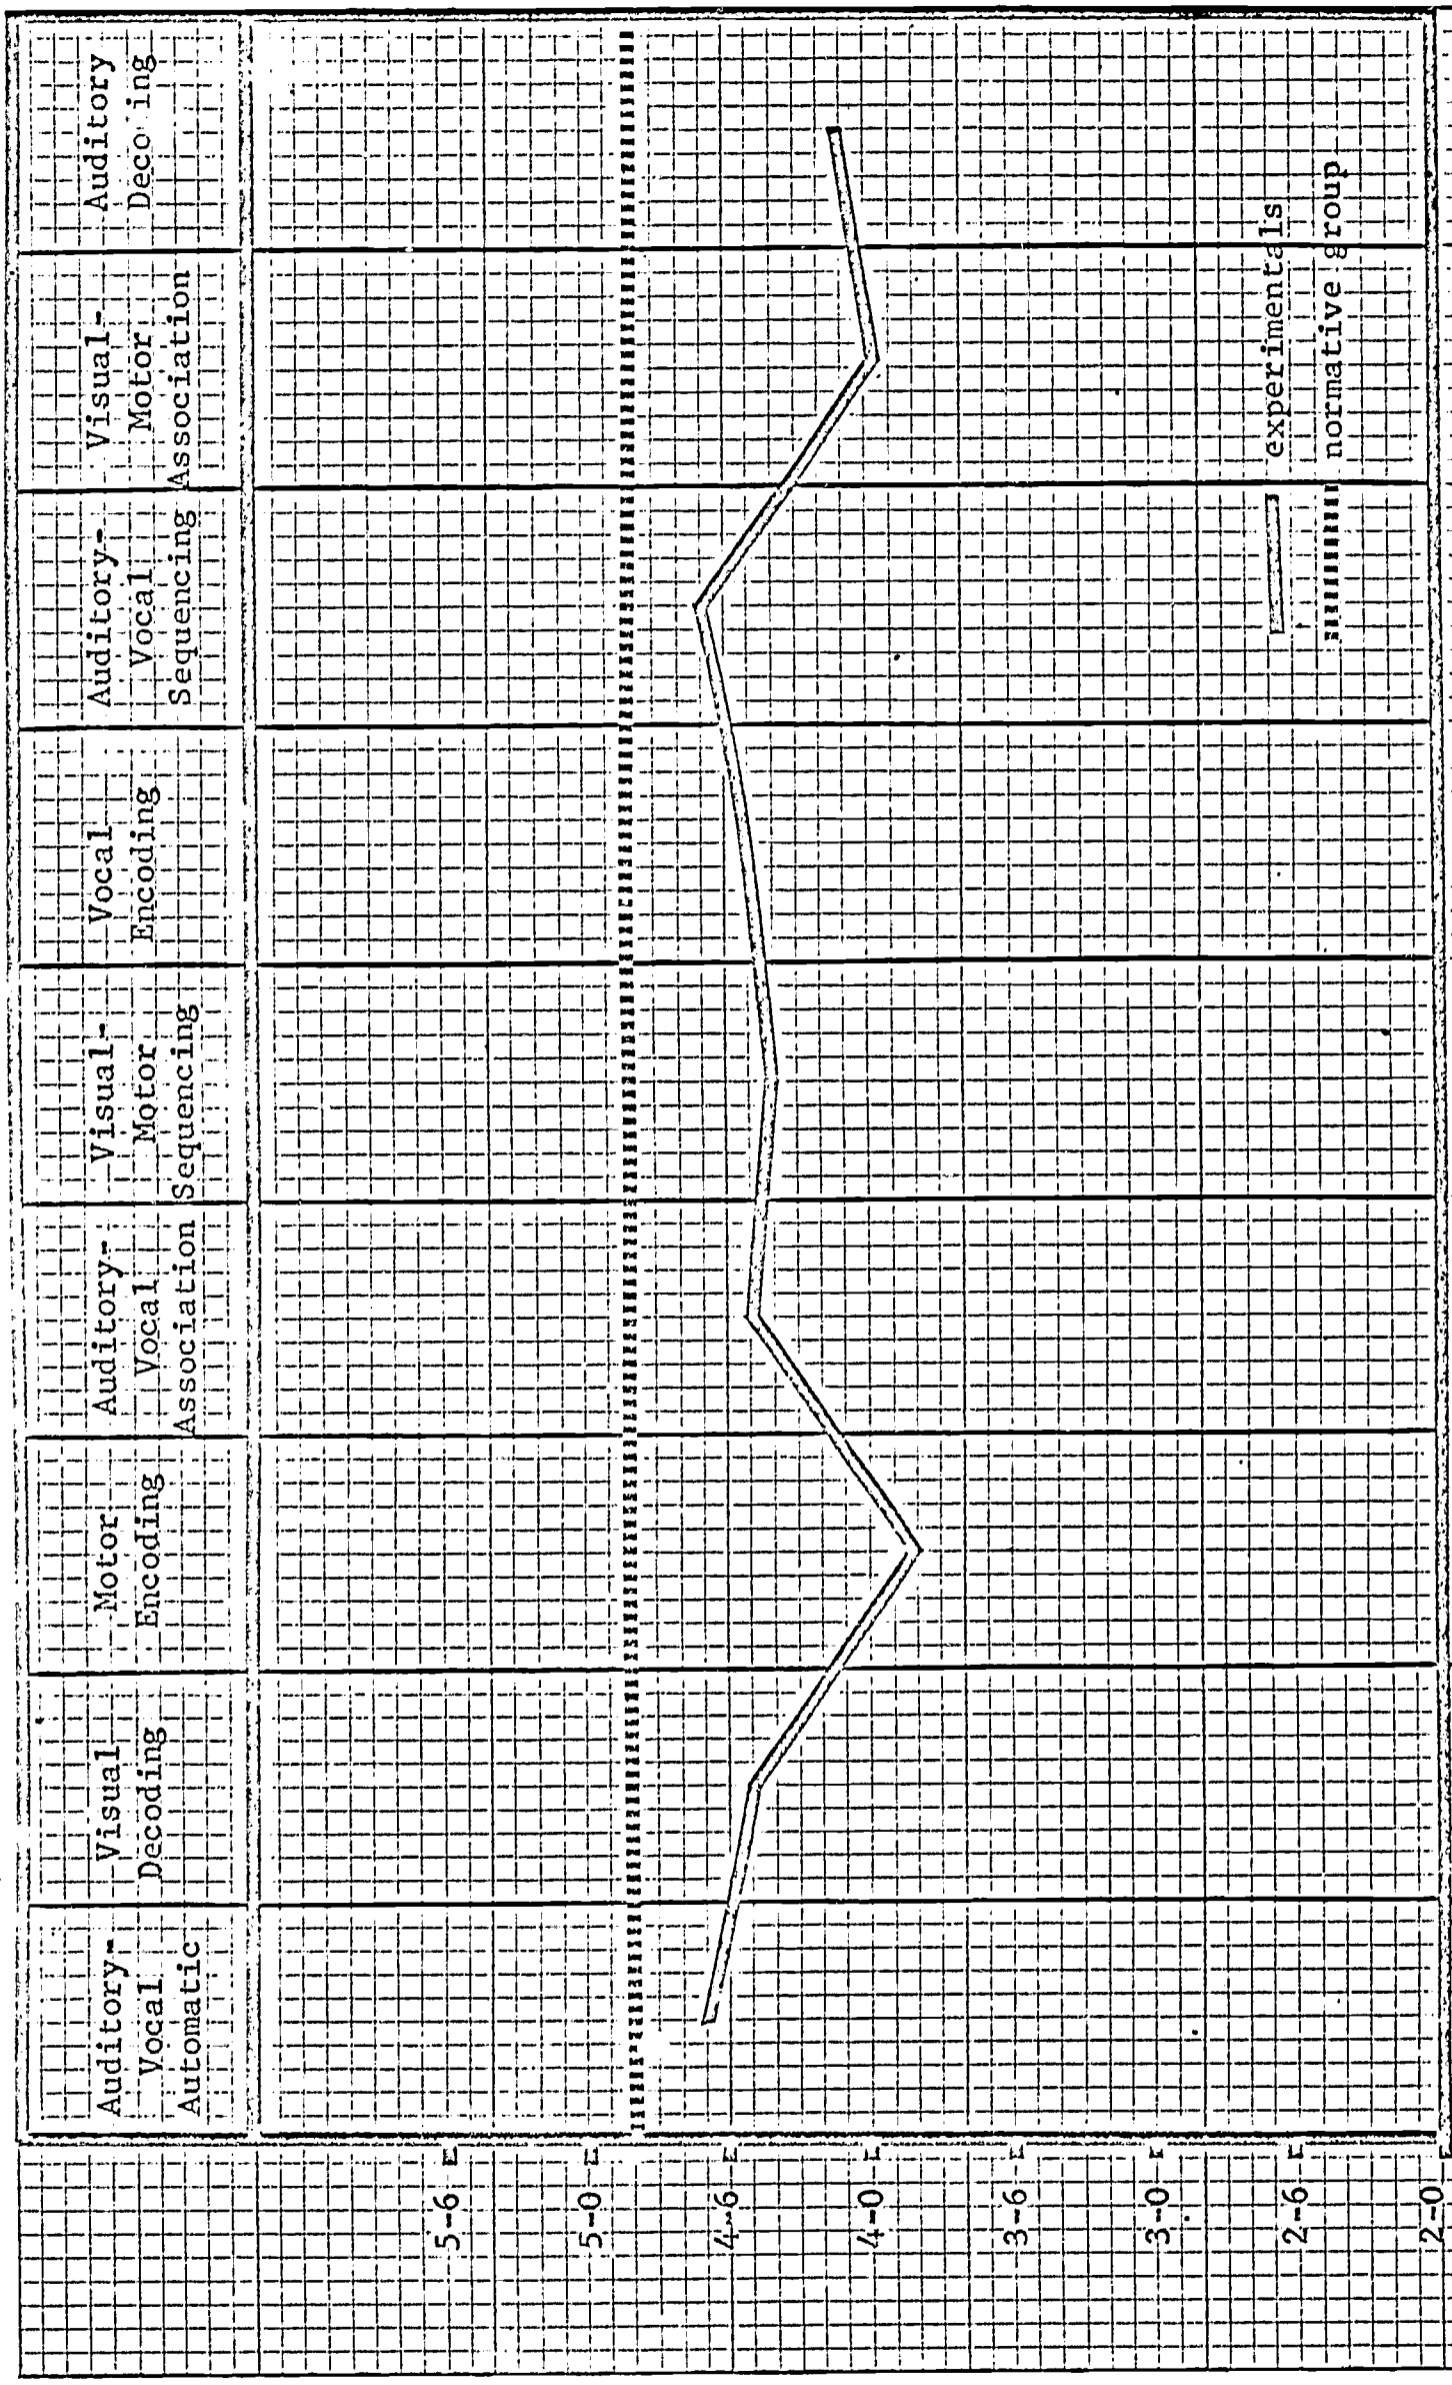 Auditory-
Vocal
Automatic
Visual
Decoding
Motor
Encoding
Auditory-
Vocal
Association
Visual-
Motor
Sequencing
Vocal
Encoding
Auditory-
Vocal
Sequencing
Visual-
Motor
Association
Auditory
Deco ing
5-6
5-0
4-6
4-0
3-6
3-0
2-6
2-0
experimentals
normative group